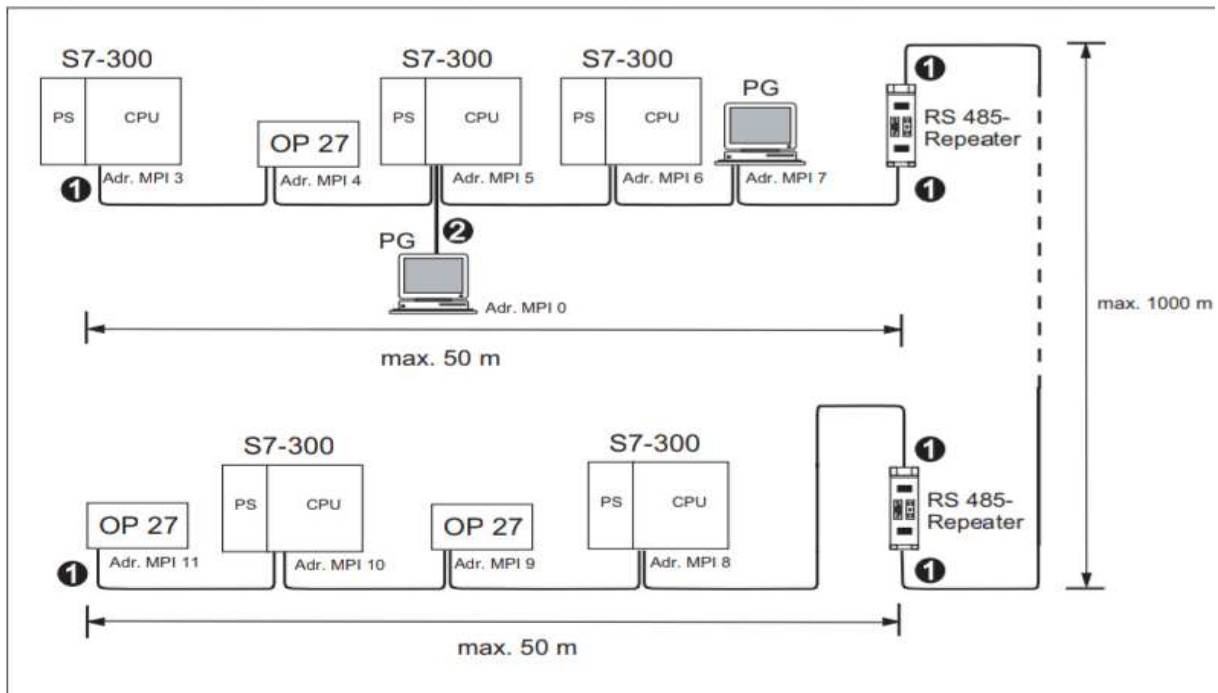 S7-300
PS
CPU
Adr. MPI 3
OP 27
Adr. MPI 4
S7-300
PS
CPU
Adr. MPI 5
S7-300
PS
CPU
Adr. MPI 6
PG
Adr. MPI 7
1
1
RS 485-
Repeater
1
2
PG
Adr. MPI 0
max. 50 m
max. 1000 m
OP 27
Adr. MPI 11
S7-300
PS
CPU
Adr. MPI 10
OP 27
Adr. MPI 9
S7-300
PS
CPU
Adr. MPI 8
1
RS 485-
Repeater
1
1
max. 50 m